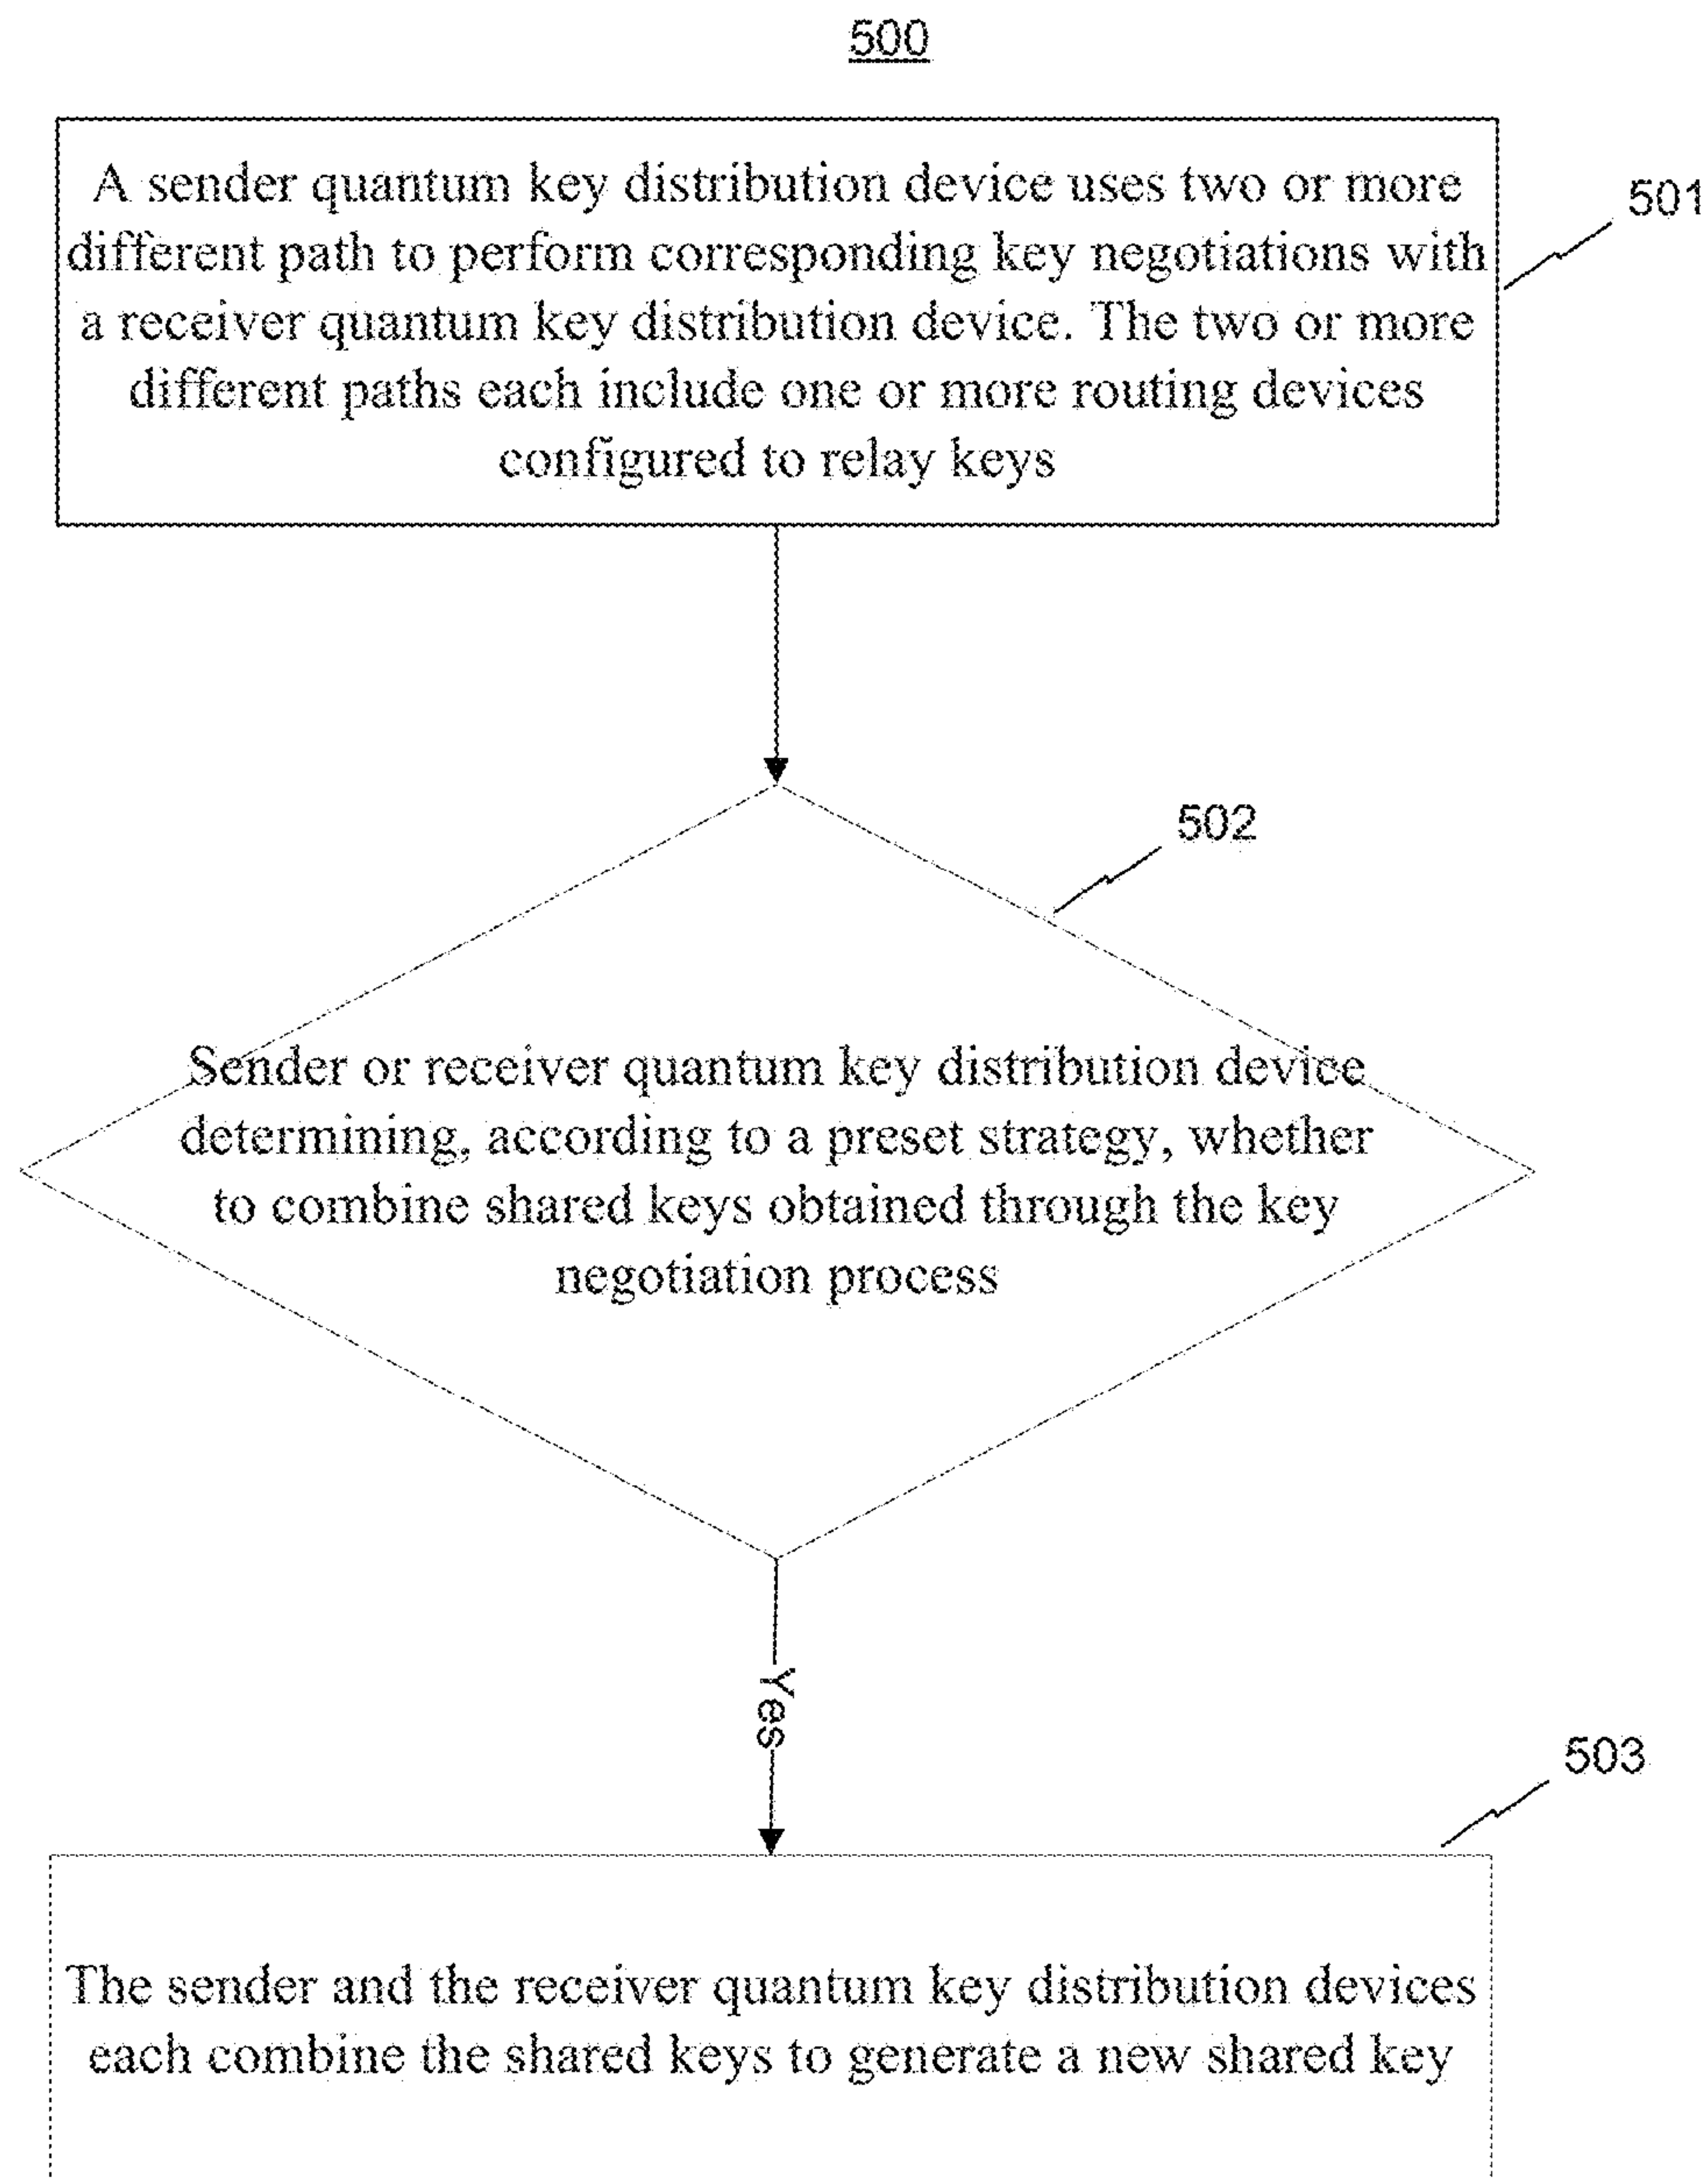 500
A sender quantum key distribution device uses two or more
different path to perform corresponding key negotiations with
a receiver quantum key distribution device. The two or more
different paths each include one or more routing devices
configured to relay keys
501
502
Sender or receiver quantum key distribution device
determining, according to a preset strategy, whether
to combine shared keys obtained through the key
negotiation process
Yes
503
The sender and the receiver quantum key distribution devices
each combine the shared keys to generate a new shared key